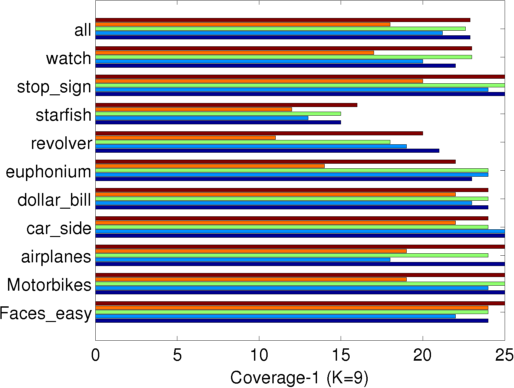 all
watch
stop_sign
starfish
revolver
euphonium
dollar_bill
car_side
airplanes
Motorbikes
Faces_easy
0 5 10 15 20 25
Coverage-1 (K=9)